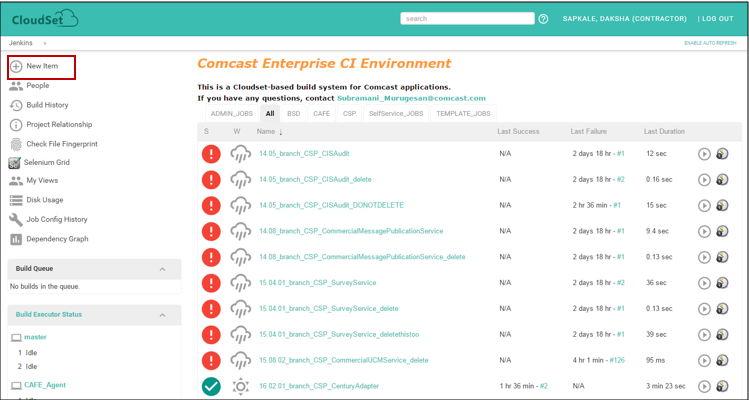 CloudSet
search
SAPKALE, DAKSHA (CONTRACTOR) | LOG OUT
Jenkins
ENABLE AUTO REFRESH
New Item
People
Build History
Project Relationship
Check File Fingerprint
Selenium Grid
My Views
Disk Usage
Job Config History
Dependency Graph
Build Queue
No builds in the queue.
Build Executor Status
master
1 Idle
2 Idle
CAFE_Agent
Comcast Enterprise CI Environment
This is a Cloudset-based build system for Comcast applications.
If you have any questions, contact Subramani_Murugesan@comcast.com
ADMIN_JOBS All BSD CAFE CSP SelfService_JOBS TEMPLATE_JOBS
S W Name ↓ Last Success Last Failure Last Duration
14.05_branch_CSP_CISAudit N/A 2 days 18 hr - #1 12 sec
14.05_branch_CSP_CISAudit_delete N/A 2 days 18 hr - #2 0.16 sec
14.05_branch_CSP_CISAudit_DONOTDELETE N/A 2 hr 36 min - #1 15 sec
14.08_branch_CSP_CommercialMessagePublicationService N/A 2 days 18 hr - #1 9.4 sec
14.08_branch_CSP_CommercialMessagePublicationService_delete N/A 2 days 18 hr - #1 0.13 sec
15.04.01_branch_CSP_SurveyService N/A 2 days 18 hr - #2 36 sec
15.04.01_branch_CSP_SurveyService_delete N/A 2 days 18 hr - #1 0.13 sec
15.04.01_branch_CSP_SurveyService_deletethistoo N/A 2 days 18 hr - #1 39 sec
15.08.02_branch_CSP_CommercialUCMService_delete N/A 4 hr 1 min - #126 95 ms
16.02.01_branch_CSP_CenturyAdapter 1 hr 36 min - #2 N/A 3 min 23 sec